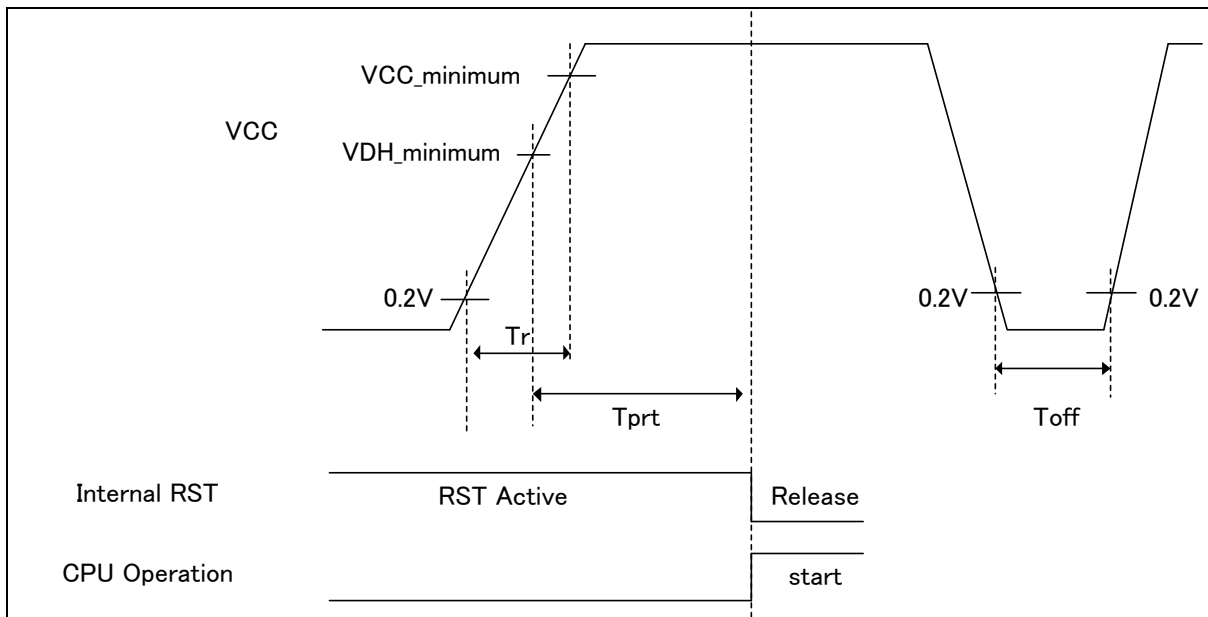 VCC_minimum
VCC
VDH_minimum
0.2V
0.2V
0.2V
Tr
Tprt
Toff
Internal RST
RST Active
Release
CPU Operation
start